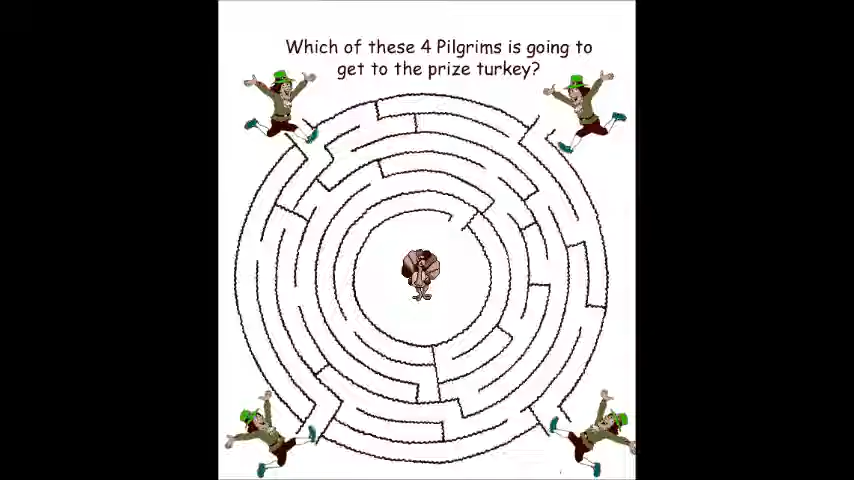 Which of these 4 Pilgrims is going to
get to the prize turkey?